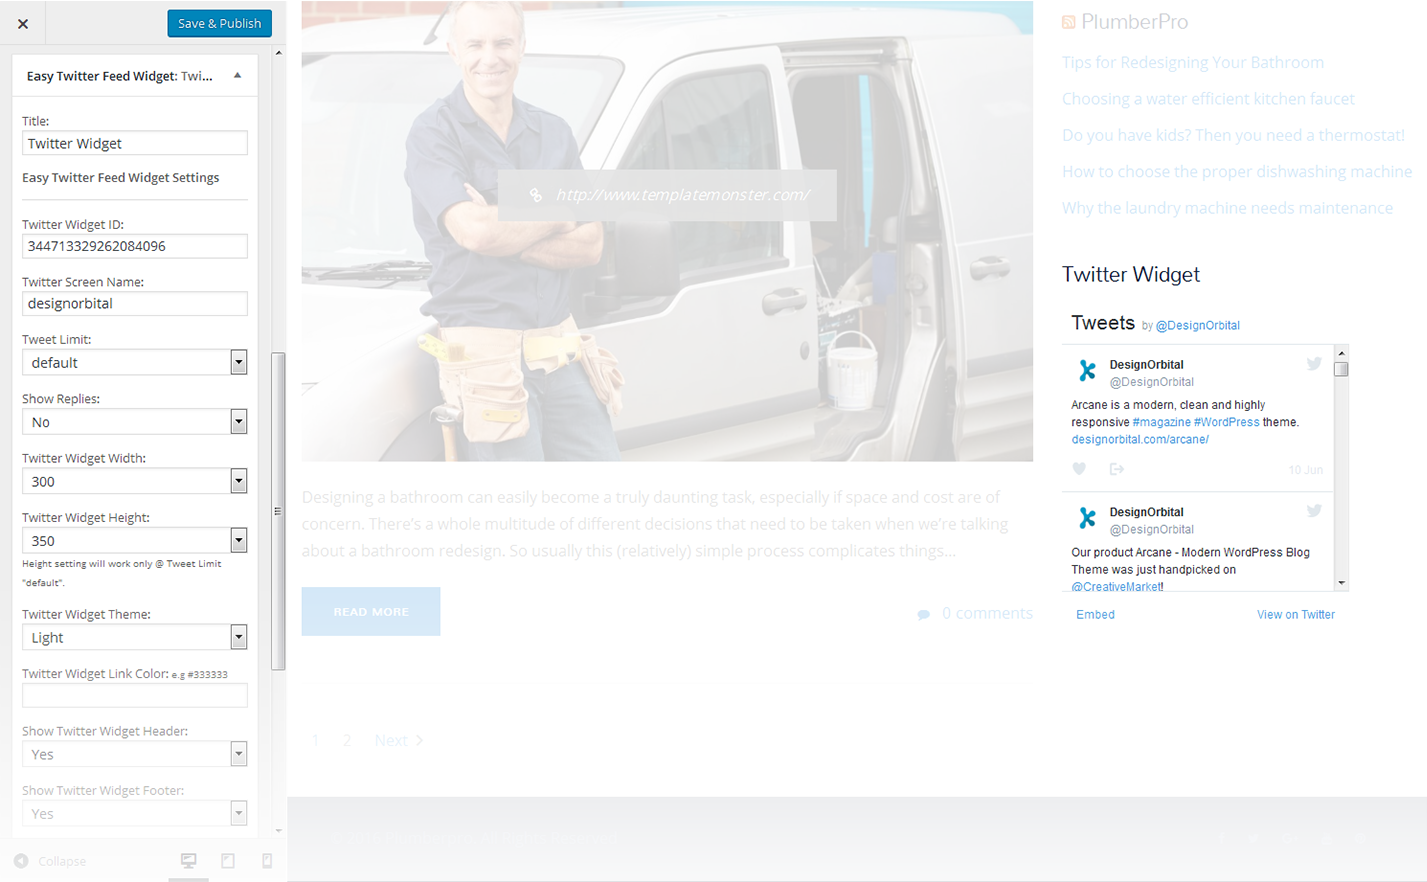 Save & Publish
Easy Twitter Feed Widget: Twi...
Title:
Twitter Widget
Easy Twitter Feed Widget Settings
Twitter Widget ID:
344713329262084096
Twitter Screen Name:
designorbital
Tweet Limit:
default
Show Replies:
No
Twitter Widget Width:
300
Twitter Widget Height:
350
Height setting will work only @ Tweet Limit
"default".
Twitter Widget Theme:
Light
Twitter Widget Link Color: e.g #333333
Show Twitter Widget Header:
Yes
Show Twitter Widget Footer:
Yes
Collapse
http://www.templatemonster.com/
Designing a bathroom can easily become a truly daunting task, especially if space and cost are of
concern. There's a whole multitude of different decisions that need to be taken when we're talking
about a bathroom redesign. So usually this (relatively) simple process complicates things...
READ MORE
0 comments
1 2 Next
PlumberPro
Tips for Redesigning Your Bathroom
Choosing a water efficient kitchen faucet
Do you have kids? Then you need a thermostat!
How to choose the proper dishwashing machine
Why the laundry machine needs maintenance
Twitter Widget
Tweets by @DesignOrbital
DesignOrbital
@DesignOrbital
Arcane is a modern, clean and highly
responsive #magazine #WordPress theme.
designorbital.com/arcane/
10 Jun
DesignOrbital
@DesignOrbital
Our product Arcane - Modern WordPress Blog
Theme was just handpicked on
@CreativeMarket!
Embed
View on Twitter